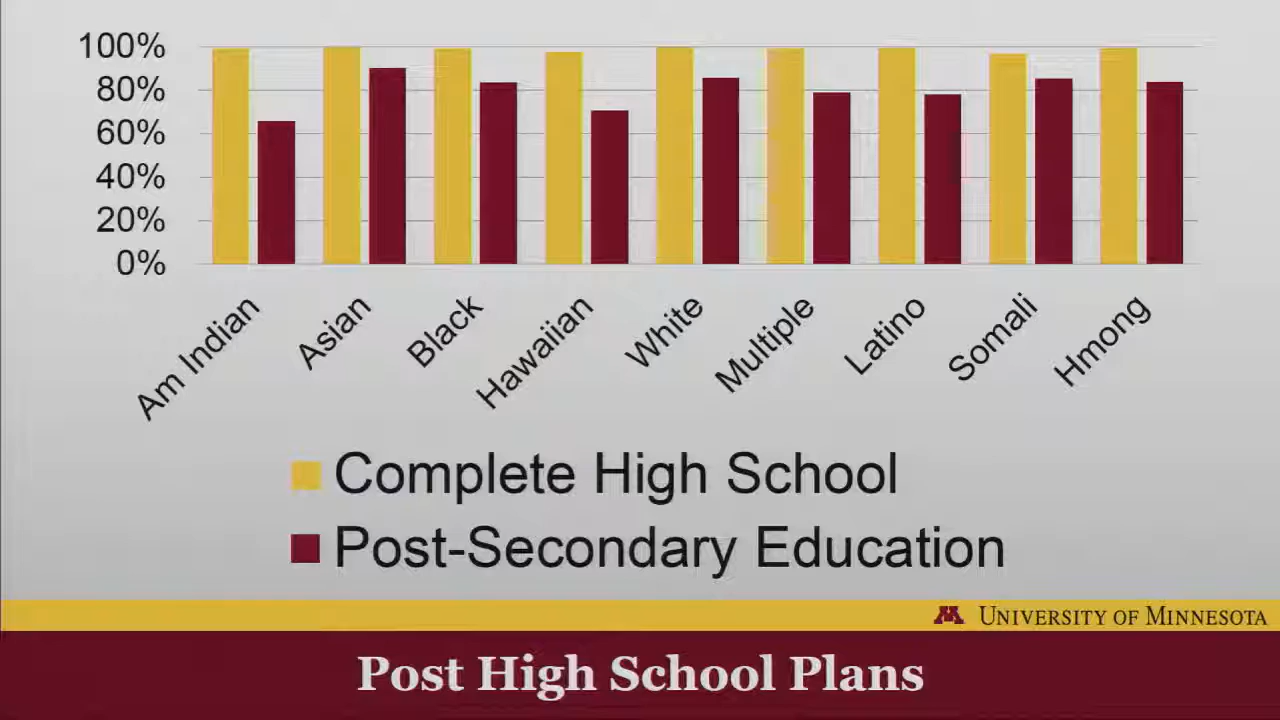 100%
80%
60%
40%
20%
0%
Am Indian
Asian
Black
Hawaiian
White
Multiple
Latino
Somali
Hmong
Complete High School
Post-Secondary Education
M UNIVERSITY OF MINNESOTA
Post High School Plans